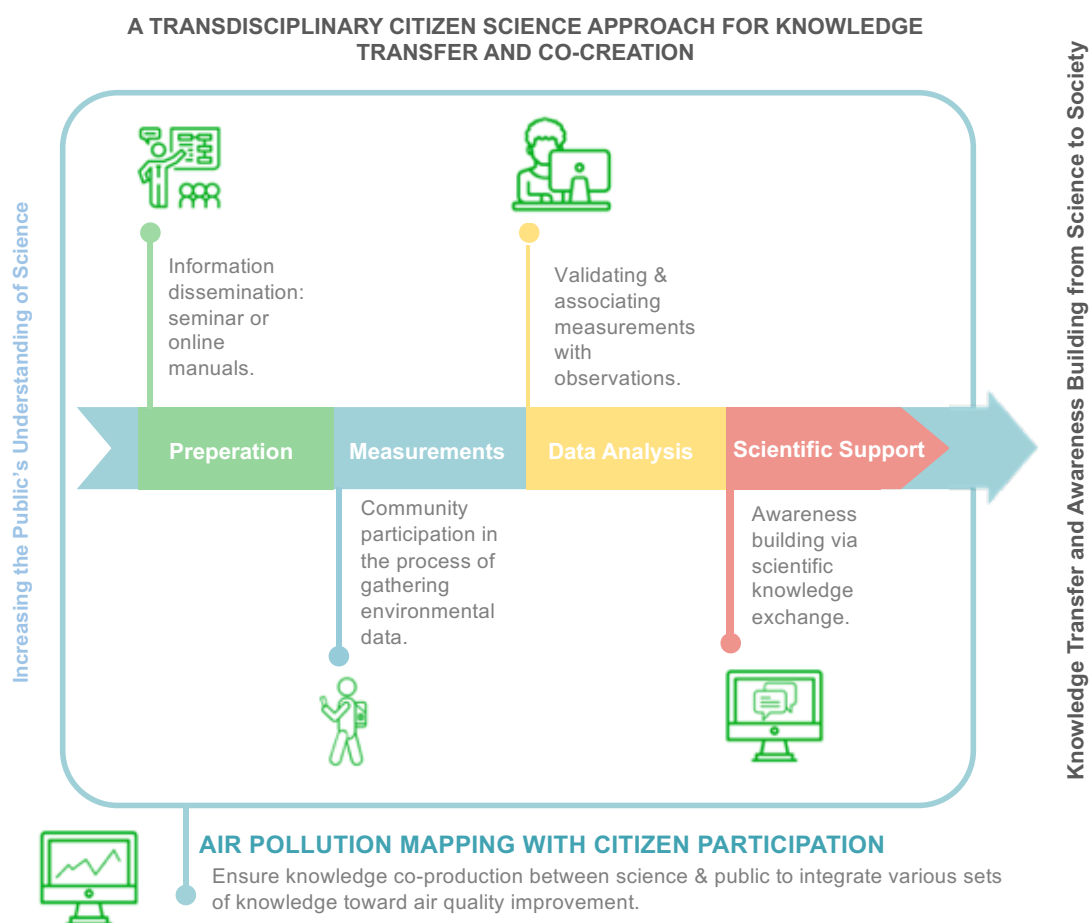 A TRANSDISCIPLINARY CITIZEN SCIENCE APPROACH FOR KNOWLEDGE
TRANSFER AND CO-CREATION
Increasing the Public's Understanding of Science
Information
dissemination:
seminar or
online
manuals.
Validating &
associating
measurements
with
observations.
Preperation
Measurements
Data Analysis
Scientific Support
Community
participation in
the process of
gathering
environmental
data.
Awareness
building via
scientific
knowledge
exchange.
Knowledge Transfer and Awareness Building from Science to Society
AIR POLLUTION MAPPING WITH CITIZEN PARTICIPATION
Ensure knowledge co-production between science & public to integrate various sets
of knowledge toward air quality improvement.